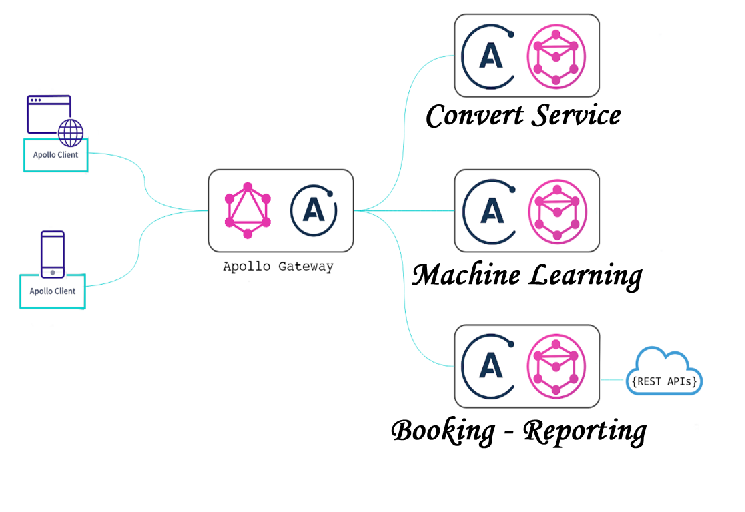 Convert Service
Apollo Client
Machine Learning
Apollo Gateway
Apollo Client
{REST APIs}
Booking - Reporting